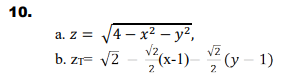 10.
a. z = √(4 − x² − y²),
b. z_T= √2 − √2/2 (x-1) − √2/2 (y − 1)